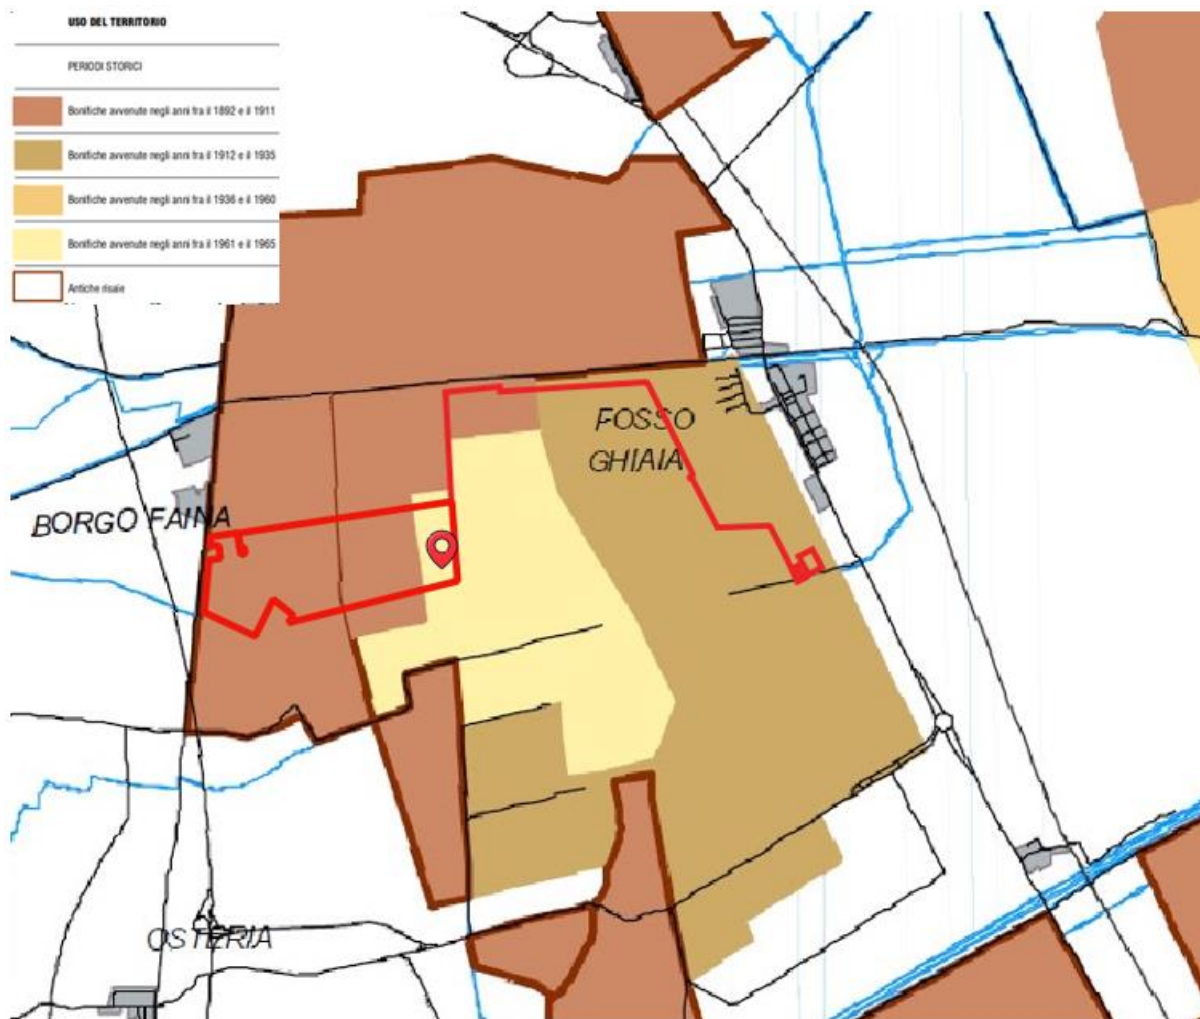 USO DEL TERRITORIO
PERIODI STORICI
Bonifiche avvenute negli anni fra il 1892 e il 1911
Bonifiche avvenute negli anni fra il 1912 e il 1935
Bonifiche avvenute negli anni fra il 1936 e il 1960
Bonifiche avvenute negli anni fra il 1961 e il 1965
Antiche risaie
FOSSO
GHIAIA
BORGO FAINA
OSTERIA